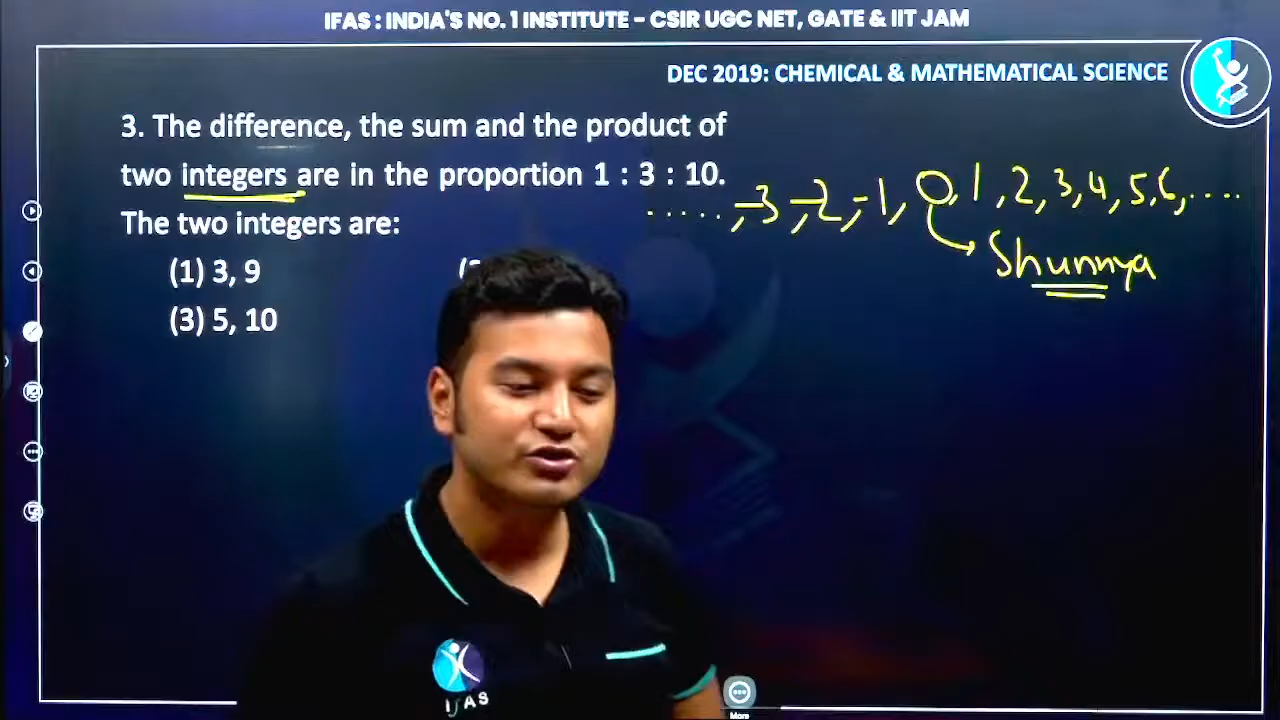 IFAS : INDIA'S NO. 1 INSTITUTE – CSIR UGC NET, GATE & IIT JAM
DEC 2019: CHEMICAL & MATHEMATICAL SCIENCE
3. The difference, the sum and the product of
two integers are in the proportion 1 : 3 : 10.
The two integers are:
(1) 3, 9
(3) 5, 10
....., -3, -2, -1, 0, 1, 2, 3, 4, 5, 6, ....
Shunnya
IFAS
More